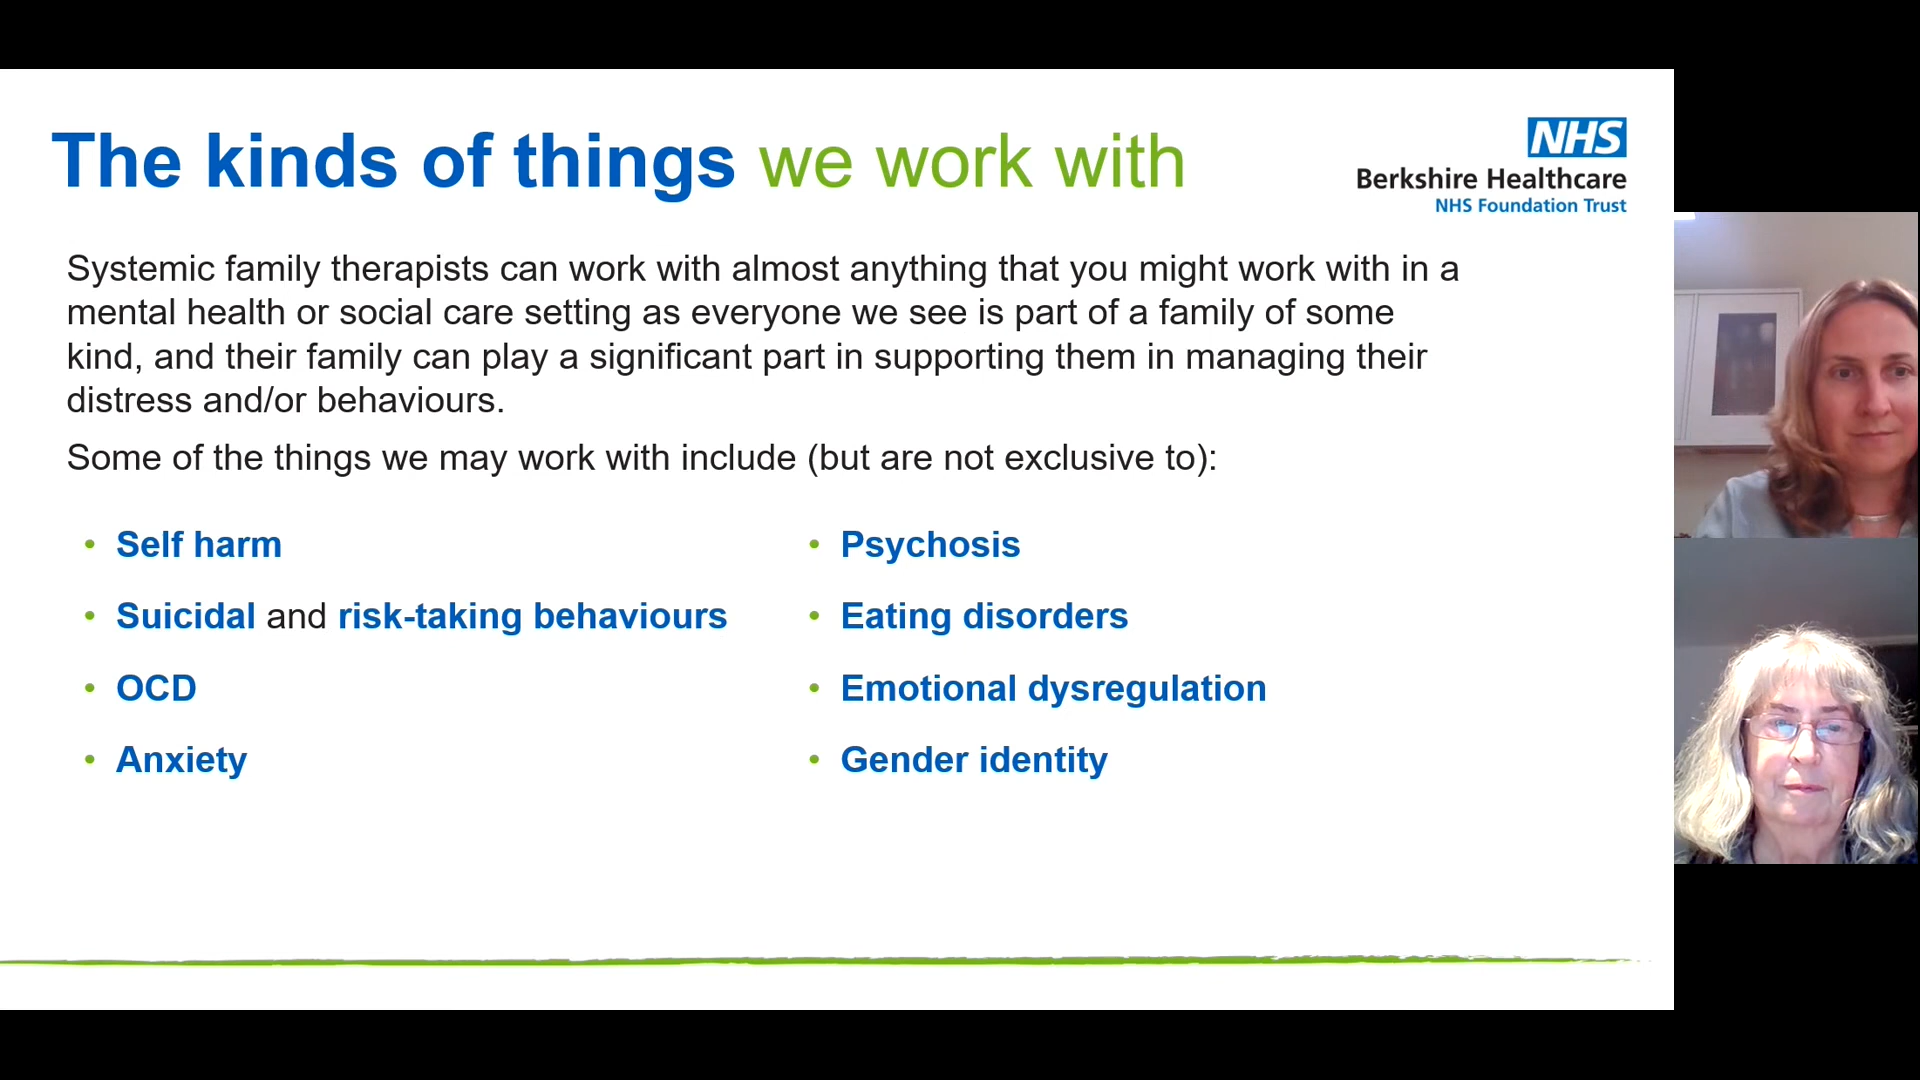 The kinds of things we work with
NHS
Berkshire Healthcare
NHS Foundation Trust
Systemic family therapists can work with almost anything that you might work with in a
mental health or social care setting as everyone we see is part of a family of some
kind, and their family can play a significant part in supporting them in managing their
distress and/or behaviours.
Some of the things we may work with include (but are not exclusive to):
• Self harm
• Suicidal and risk-taking behaviours
• OCD
• Anxiety
• Psychosis
• Eating disorders
• Emotional dysregulation
• Gender identity